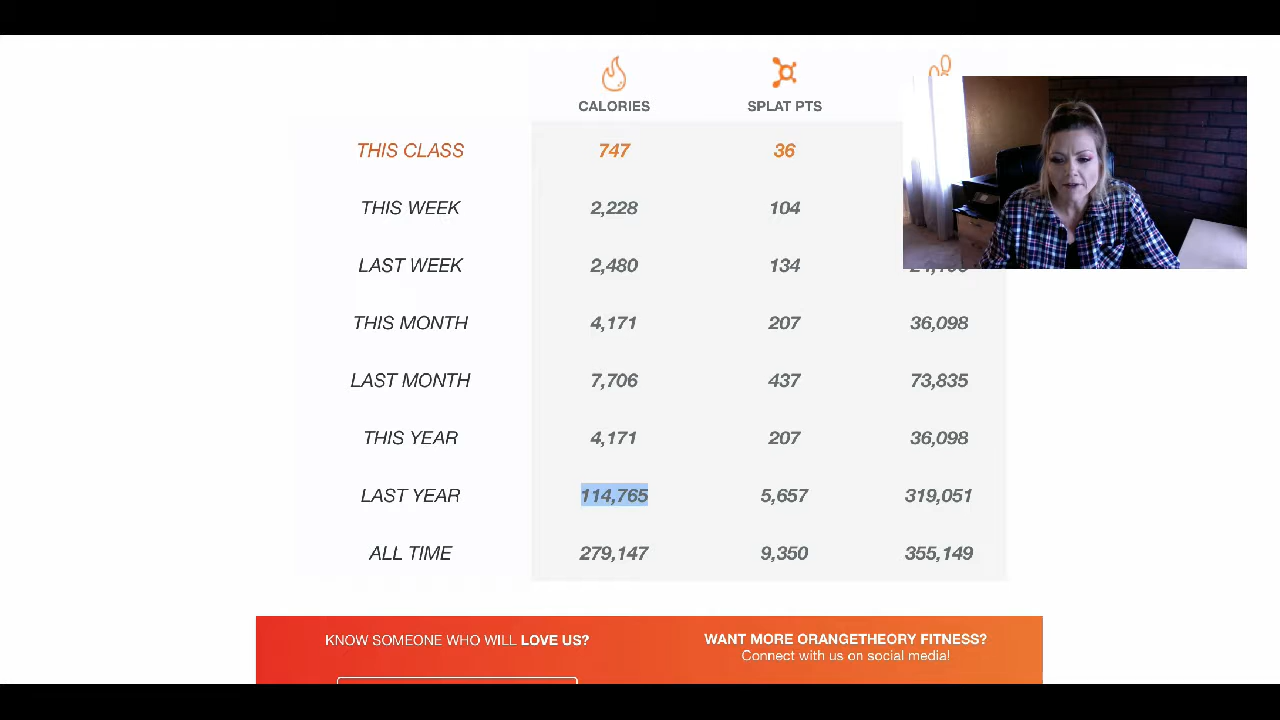 CALORIES SPLAT PTS
THIS CLASS 747 36
THIS WEEK 2,228 104
LAST WEEK 2,480 134
THIS MONTH 4,171 207 36,098
LAST MONTH 7,706 437 73,835
THIS YEAR 4,171 207 36,098
LAST YEAR 114,765 5,657 319,051
ALL TIME 279,147 9,350 355,149
KNOW SOMEONE WHO WILL LOVE US?
WANT MORE ORANGETHEORY FITNESS?
Connect with us on social media!